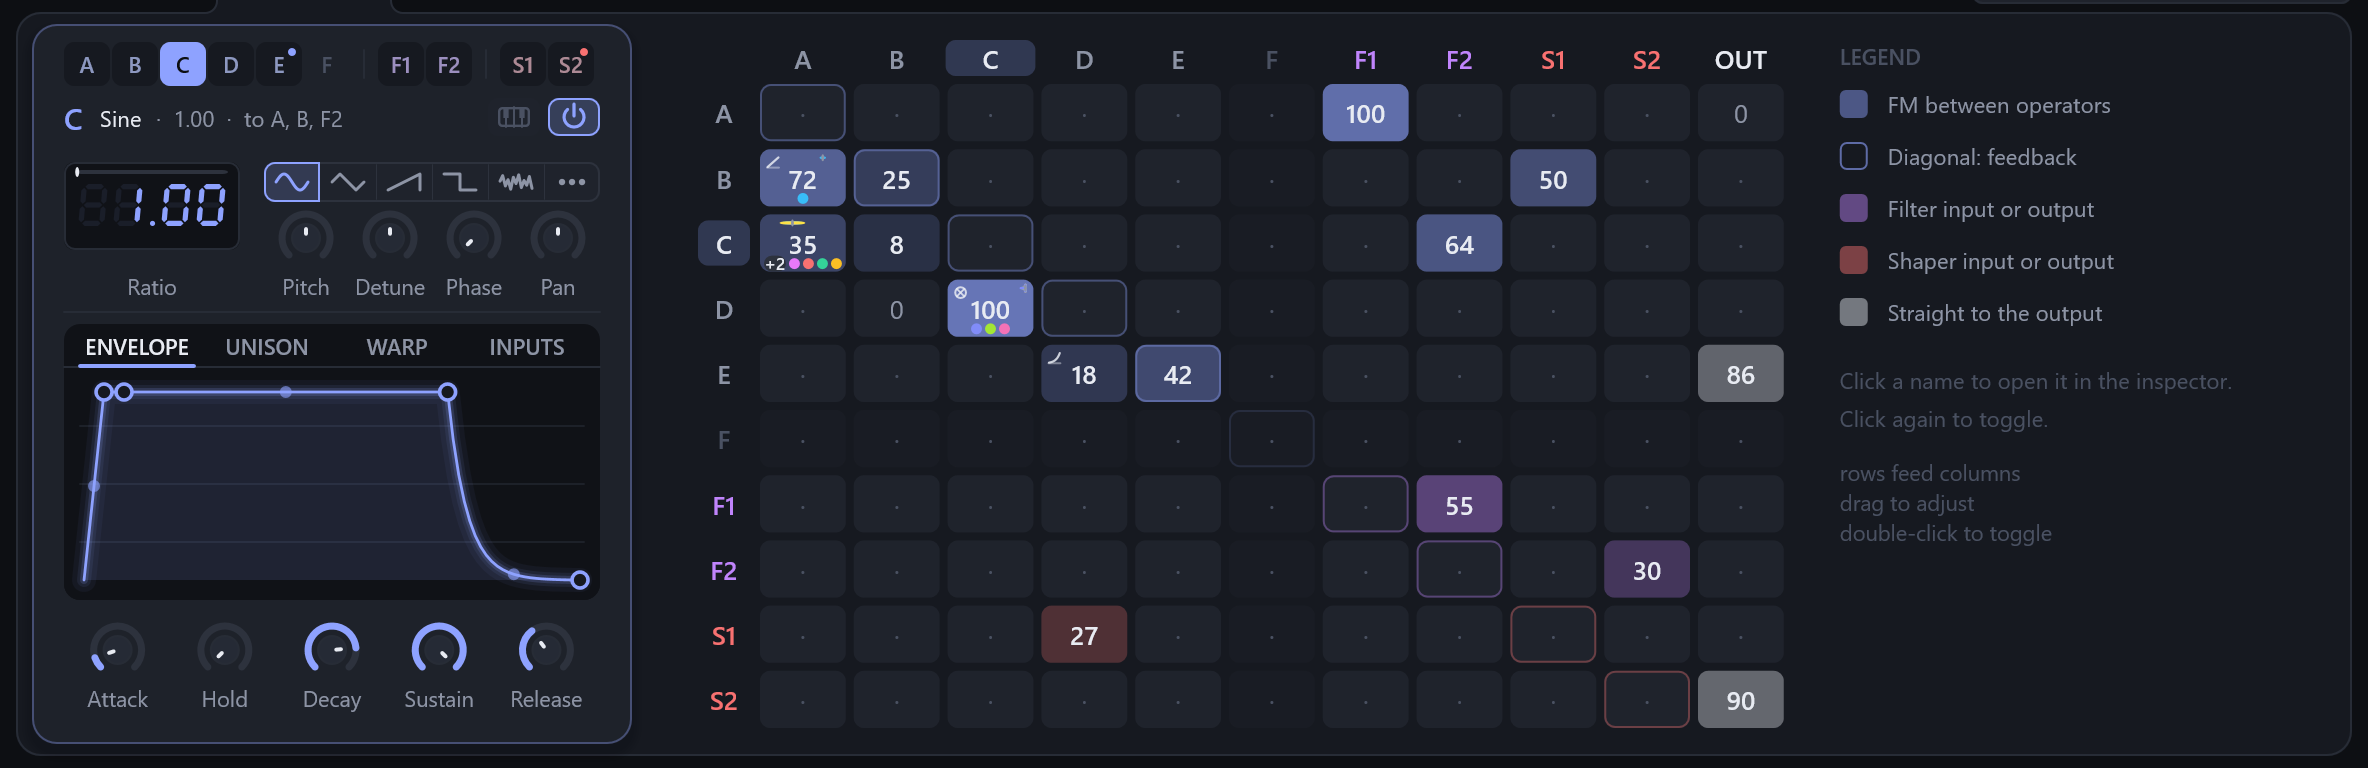 A B C D E F F1 F2 S1 S2
C Sine · 1.00 · to A, B, F2
1.00
Ratio Pitch Detune Phase Pan
ENVELOPE UNISON WARP INPUTS
Attack Hold Decay Sustain Release
A B C D E F F1 F2 S1 S2 OUT
A 100 0
B 72 25 50
C 35 +2 8 64
D 0 100
E 18 42 86
F
F1 55
F2 30
S1 27
S2 90
LEGEND
FM between operators
Diagonal: feedback
Filter input or output
Shaper input or output
Straight to the output
Click a name to open it in the inspector.
Click again to toggle.
rows feed columns
drag to adjust
double-click to toggle